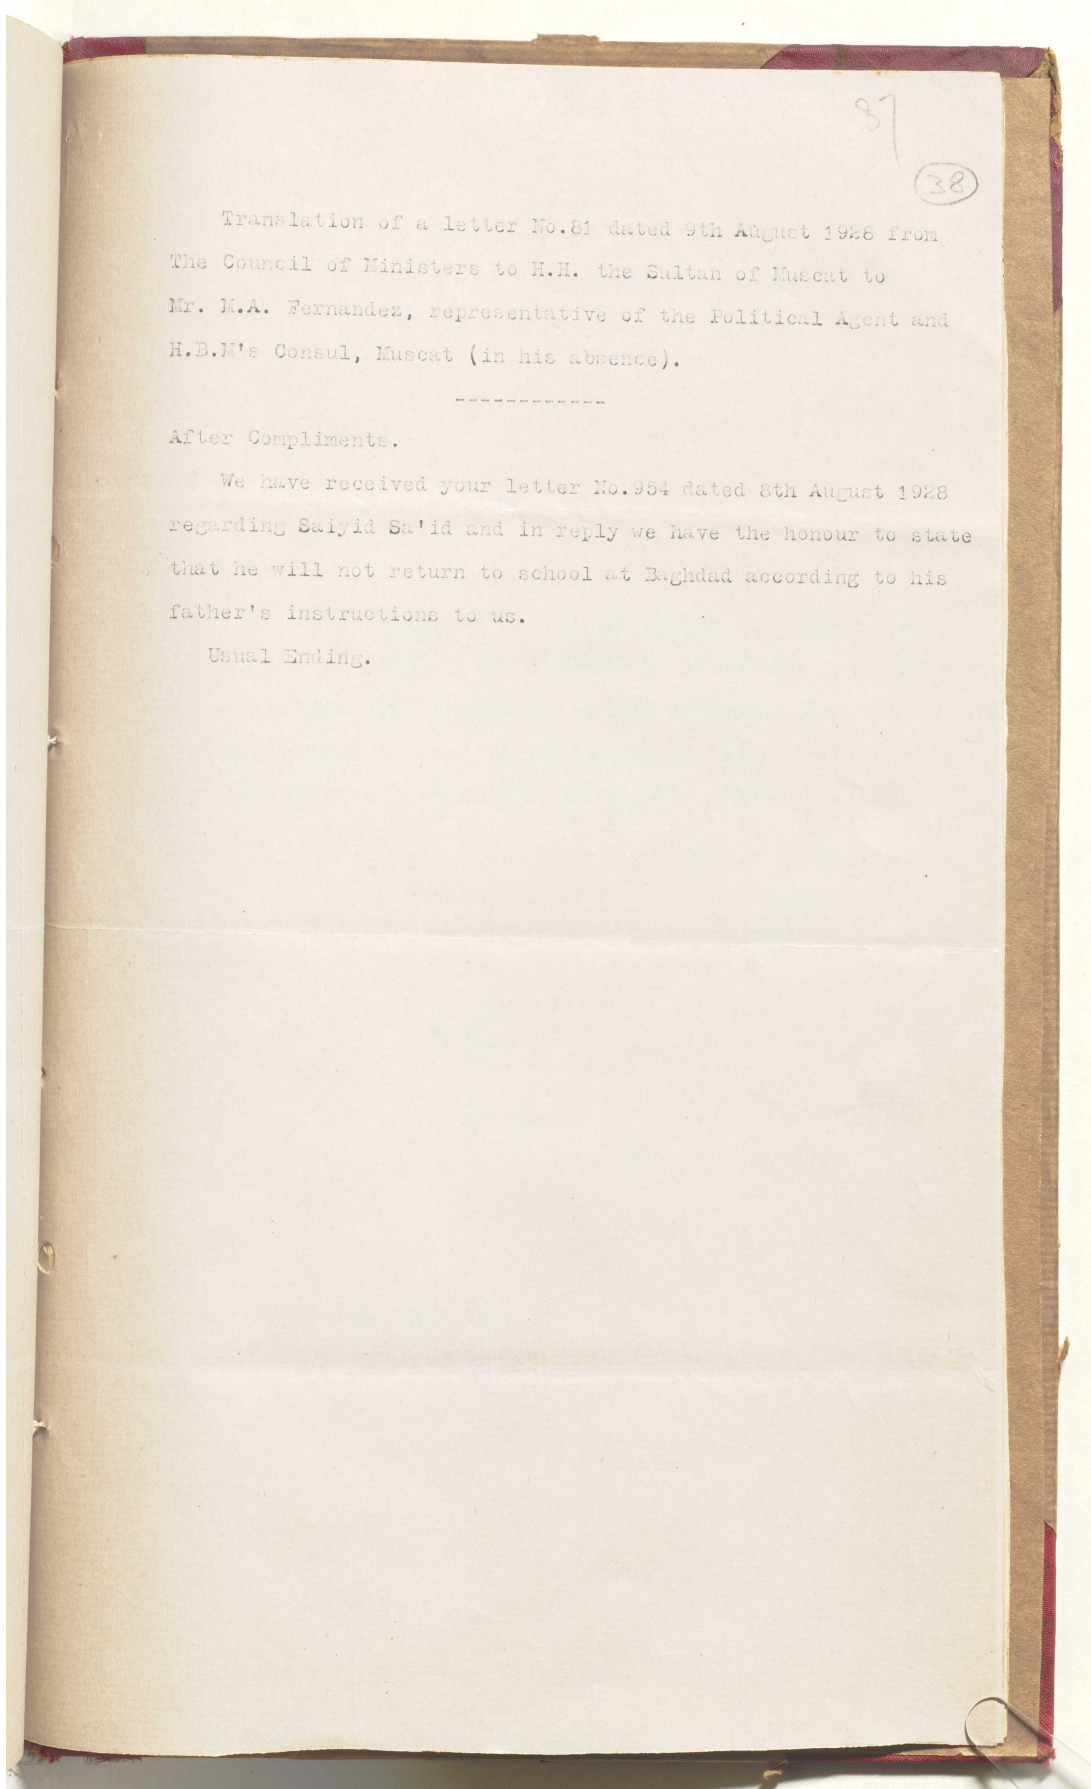 37
38
Translation of a letter No.81 dated 9th August 1928 from
The Council of Ministers to H.H. the Sultan of Muscat to
Mr. M.A. Fernandez, representative of the Political Agent and
H.B.M's Consul, Muscat (in his absence).
------------
After Compliments.
We have received your letter No.954 dated 8th August 1928
regarding Saiyid Sa'id and in reply we have the honour to state
that he will not return to school at Baghdad according to his
father's instructions to us.
Usual Ending.